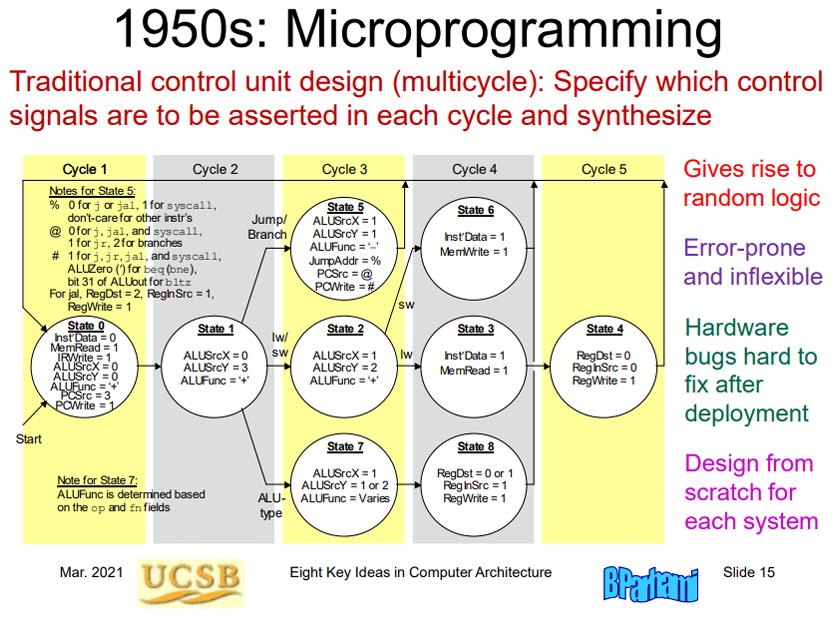 1950s: Microprogramming
Traditional control unit design (multicycle): Specify which control
signals are to be asserted in each cycle and synthesize
Cycle 1
Cycle 2
Cycle 3
Cycle 4
Cycle 5
Notes for State 5:
% 0 for j or jal, 1 for syscall,
don't-care for other instr's
@ 0 for j, jal, and syscall,
1 for jr, 2 for branches
# 1 for j, jr, jal, and syscall,
ALUZero (′) for beq (bne),
bit 31 of ALUout for bltz
For jal, RegDst = 2, RegInSrc = 1,
RegWrite = 1
State 0
Inst′Data = 0
MemRead = 1
IRWrite = 1
ALUSrcX = 0
ALUSrcY = 0
ALUFunc = ‘+’
PCSrc = 3
PCWrite = 1
Start
Note for State 7:
ALUFunc is determined based
on the op and fn fields
State 1
ALUSrcX = 0
ALUSrcY = 3
ALUFunc = ‘+’
Jump/
Branch
lw/
sw
ALU-
type
State 5
ALUSrcX = 1
ALUSrcY = 1
ALUFunc = ‘−’
JumpAddr = %
PCSrc = @
PCWrite = #
State 2
ALUSrcX = 1
ALUSrcY = 2
ALUFunc = ‘+’
State 7
ALUSrcX = 1
ALUSrcY = 1 or 2
ALUFunc = Varies
sw
lw
State 6
Inst′Data = 1
MemWrite = 1
State 3
Inst′Data = 1
MemRead = 1
State 8
RegDst = 0 or 1
RegInSrc = 1
RegWrite = 1
State 4
RegDst = 0
RegInSrc = 0
RegWrite = 1
Gives rise to
random logic
Error-prone
and inflexible
Hardware
bugs hard to
fix after
deployment
Design from
scratch for
each system
Mar. 2021
UCSB
Eight Key Ideas in Computer Architecture
BParhami
Slide 15